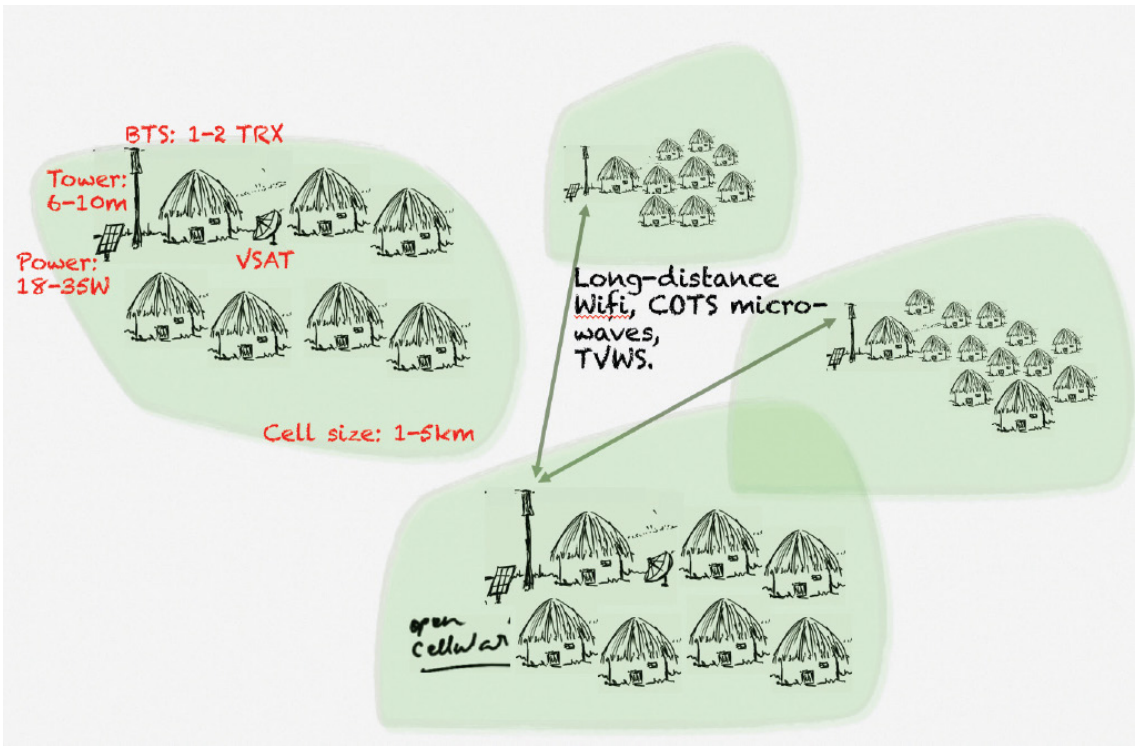 BTS: 1-2 TRX
Tower:
6-10m
Power:
18-35W
VSAT
Cell size: 1-5km
Long-distance
Wifi, COTS micro-
waves,
TVWS.
open
Cellular